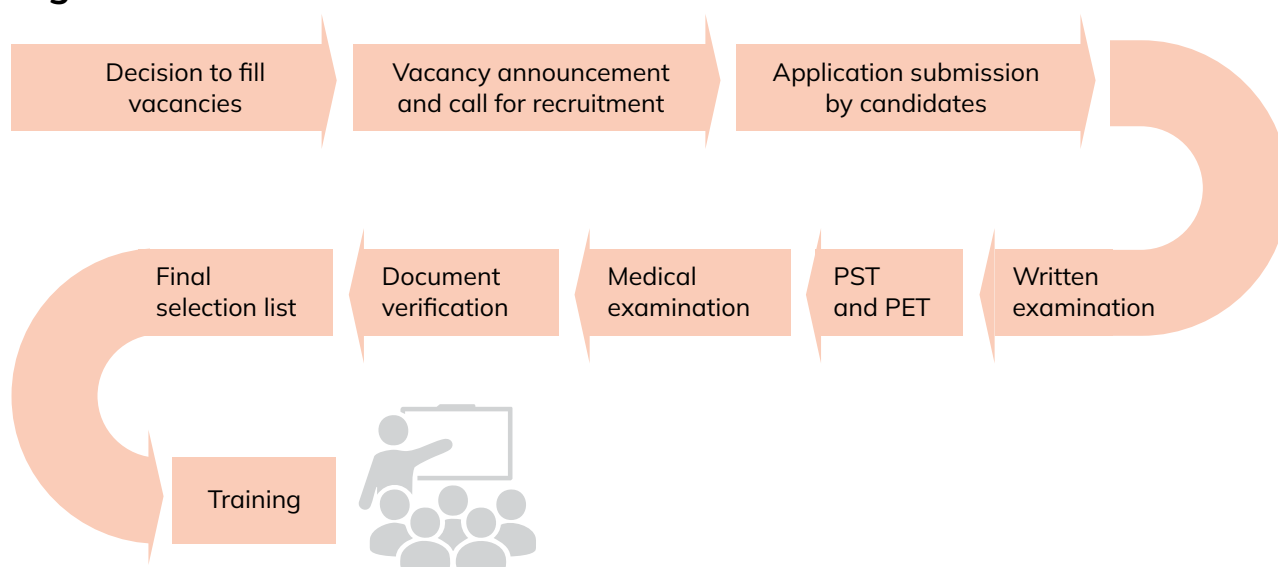 Decision to fill
vacancies
Vacancy announcement
and call for recruitment
Application submission
by candidates
Written
examination
PST
and PET
Medical
examination
Document
verification
Final
selection list
Training